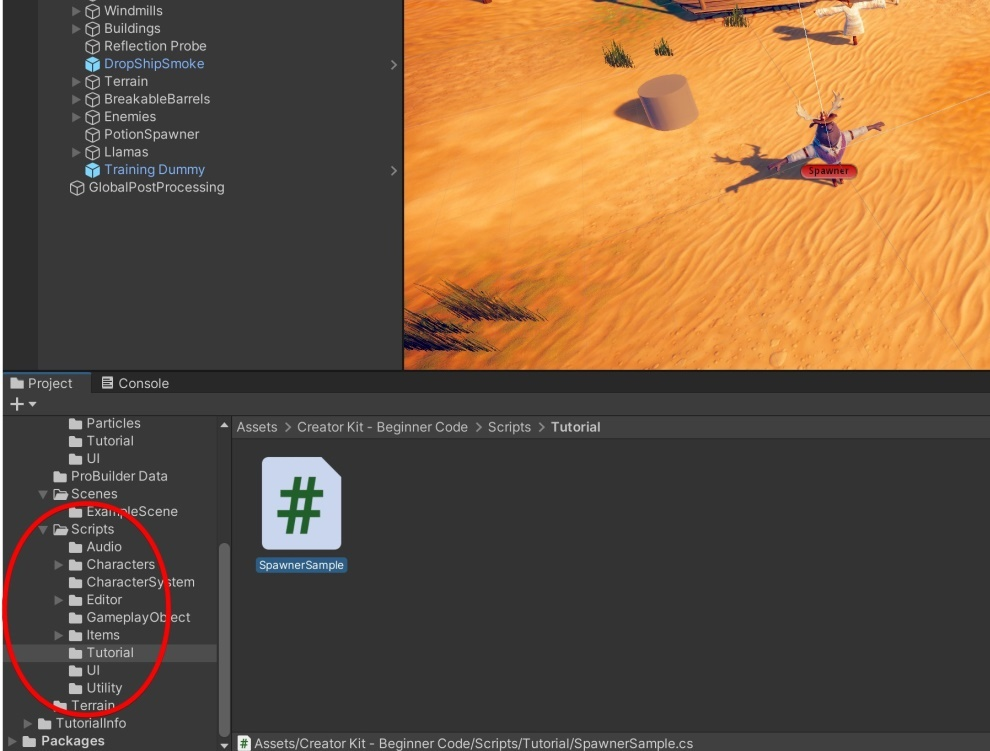 Windmills
Buildings
Reflection Probe
DropShipSmoke
Terrain
BreakableBarrels
Enemies
PotionSpawner
Llamas
Training Dummy
GlobalPostProcessing
Spawner
Project
Console
Particles
Tutorial
UI
ProBuilder Data
Scenes
ExampleScene
Scripts
Audio
Characters
CharacterSystem
Editor
GameplayObject
Items
Tutorial
UI
Utility
Terrain
TutorialInfo
Packages
Assets > Creator Kit - Beginner Code > Scripts > Tutorial
#
SpawnerSample
# Assets/Creator Kit - Beginner Code/Scripts/Tutorial/SpawnerSample.cs